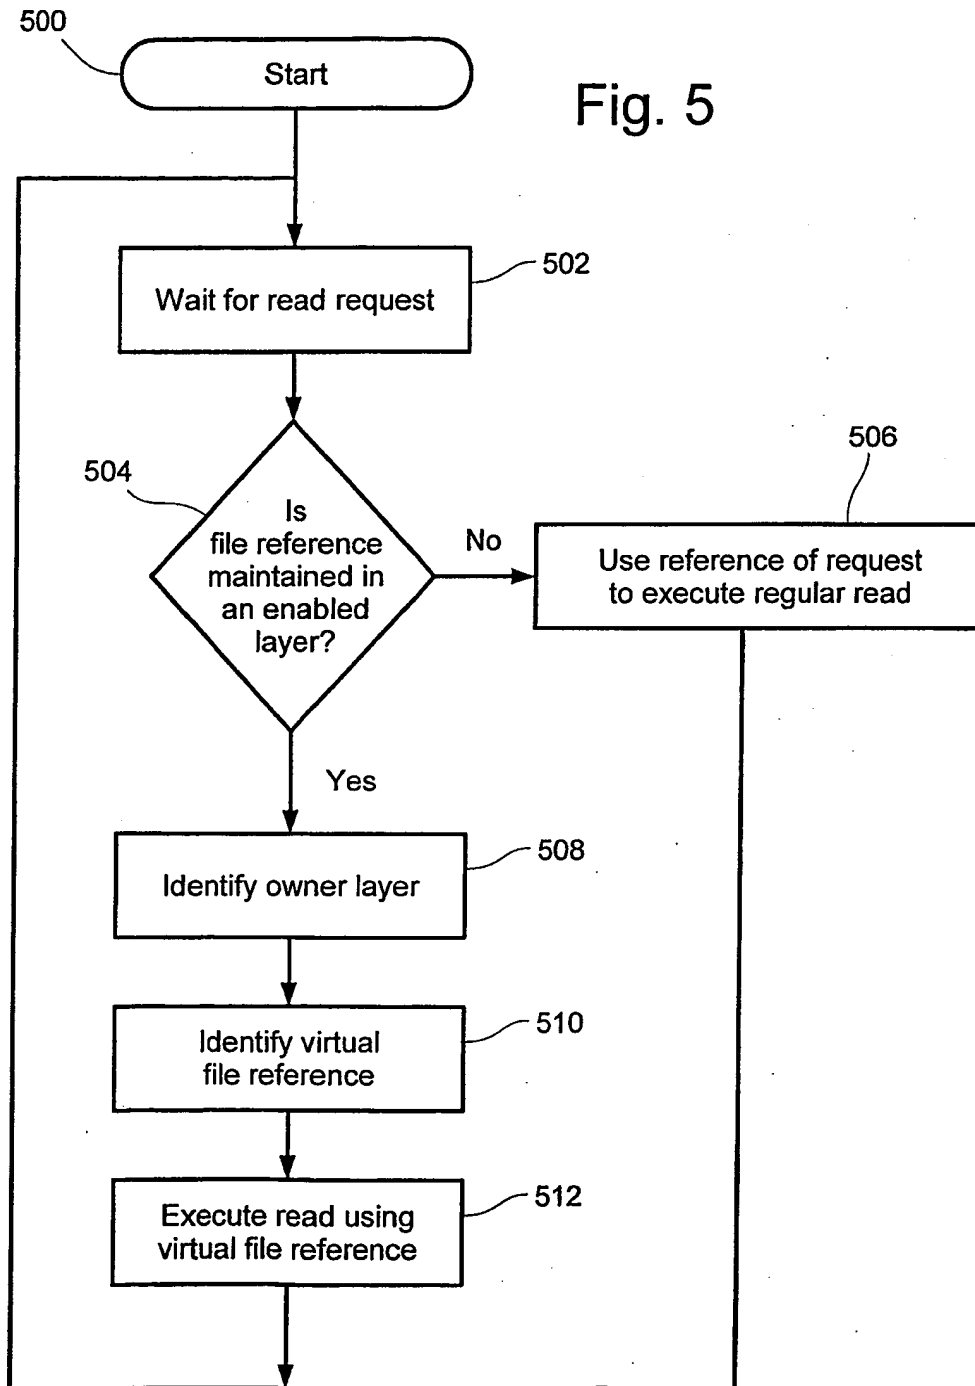 500
Start
Fig. 5
502
Wait for read request
504
506
Is
file reference
maintained in
an enabled
layer?
No
Use reference of request
to execute regular read
Yes
508
Identify owner layer
510
Identify virtual
file reference
512
Execute read using
virtual file reference